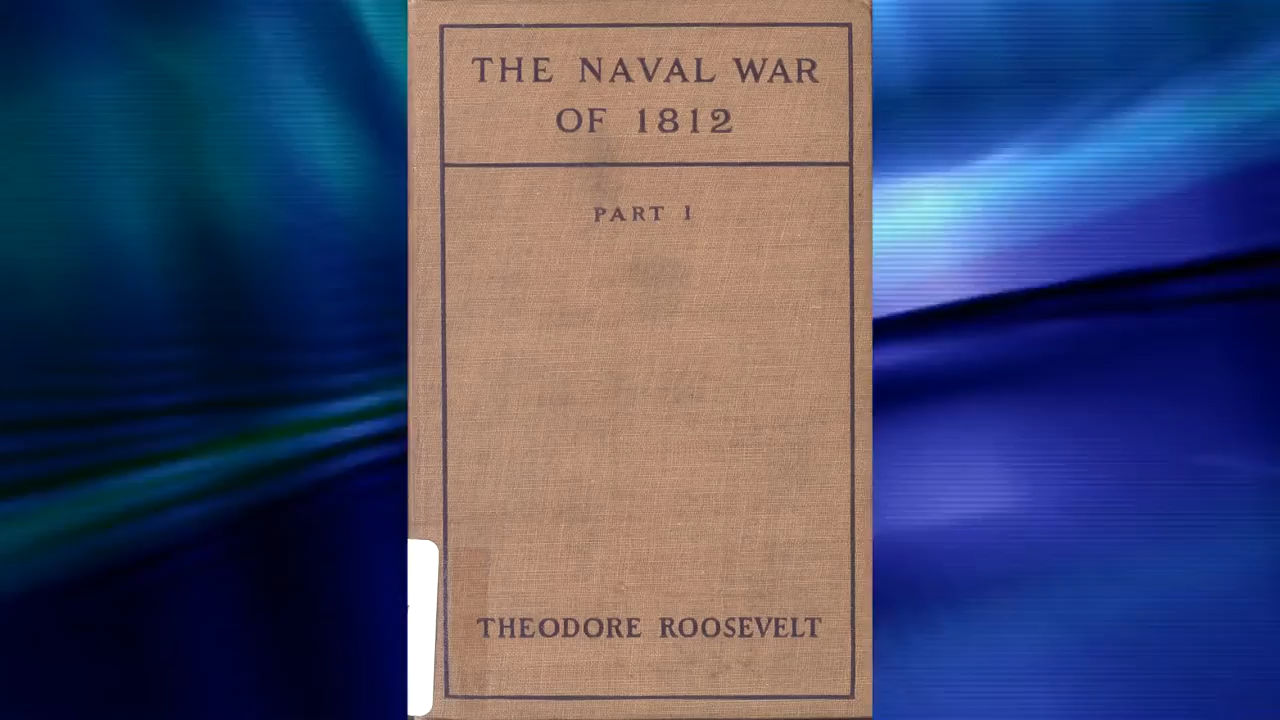 THE NAVAL WAR
OF 1812
PART I
THEODORE ROOSEVELT